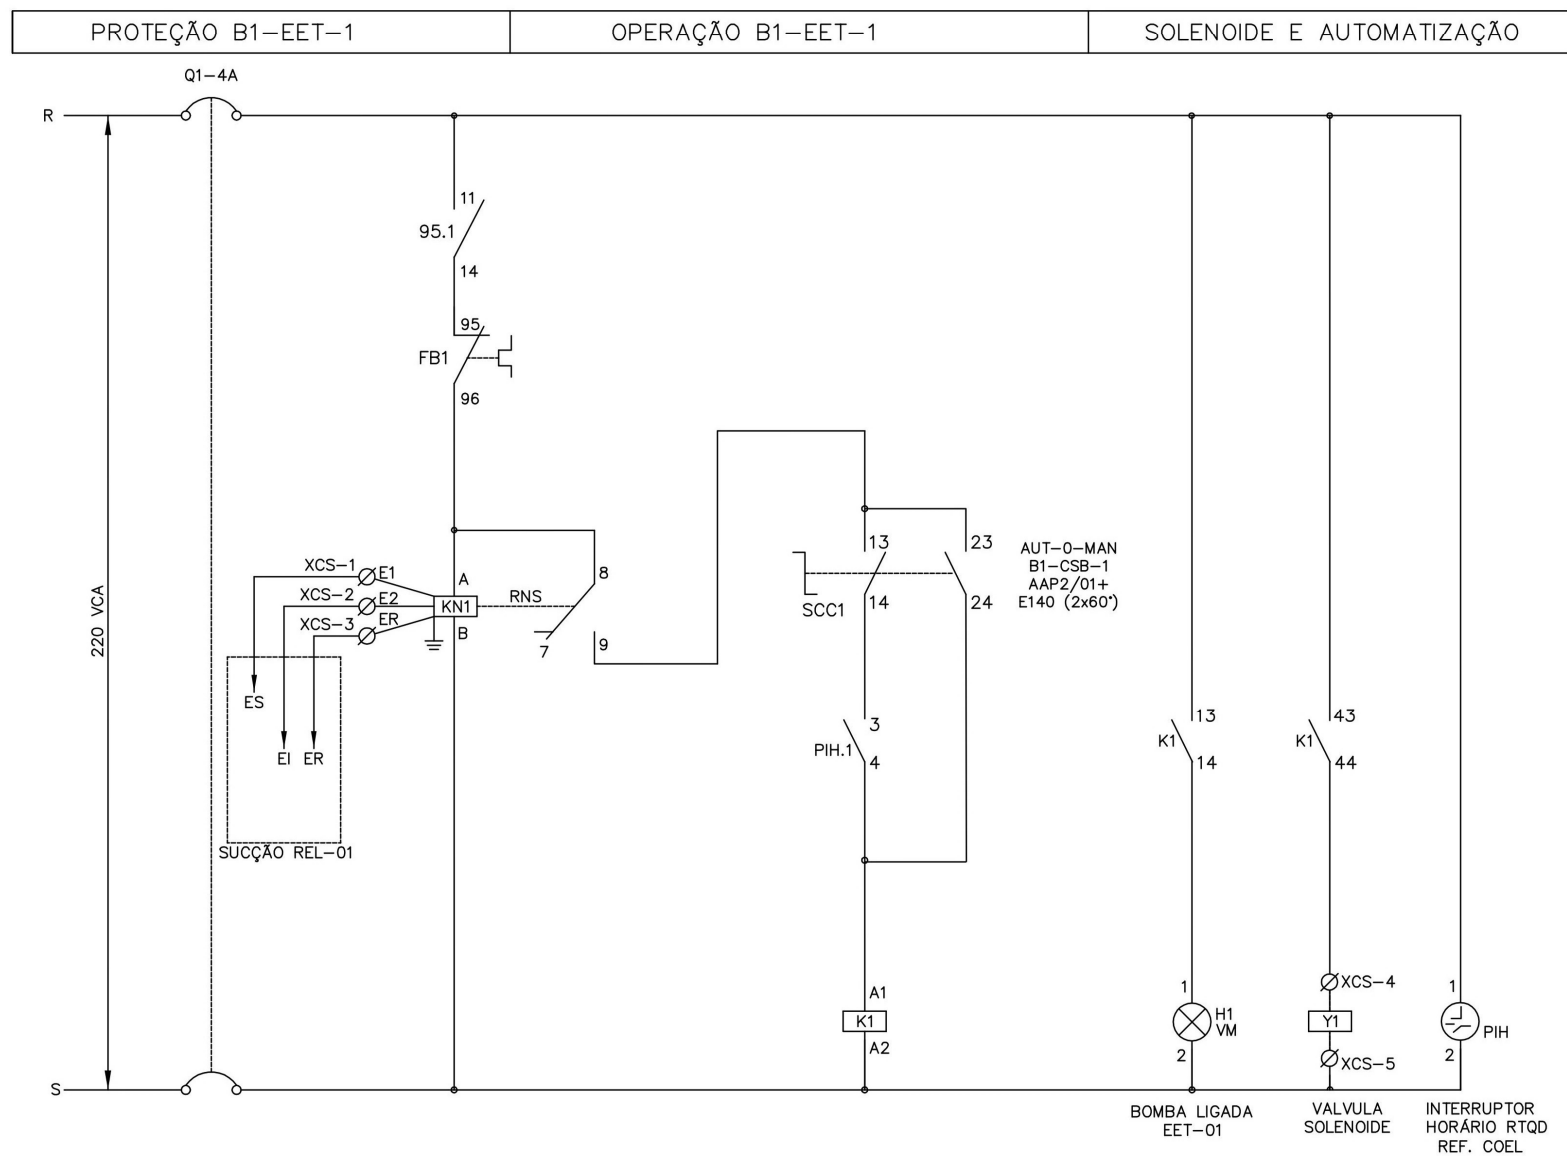 PROTEÇÃO B1-EET-1
OPERAÇÃO B1-EET-1
SOLENOIDE E AUTOMATIZAÇÃO
Q1-4A
R
220 VCA
11
95.1
14
95
FB1
96
XCS-1
E1
XCS-2
E2
XCS-3
ER
A
KN1
B
RNS
8
7
9
ES
EI
ER
SUCÇÃO REL-01
13
14
SCC1
23
24
AUT-0-MAN
B1-CSB-1
AAP2/01+
E140 (2x60°)
3
PIH.1
4
A1
K1
A2
13
K1
14
43
K1
44
1
H1
VM
2
XCS-4
Y1
XCS-5
1
PIH
2
S
BOMBA LIGADA
EET-01
VALVULA
SOLENOIDE
INTERRUPTOR
HORÁRIO RTQD
REF. COEL